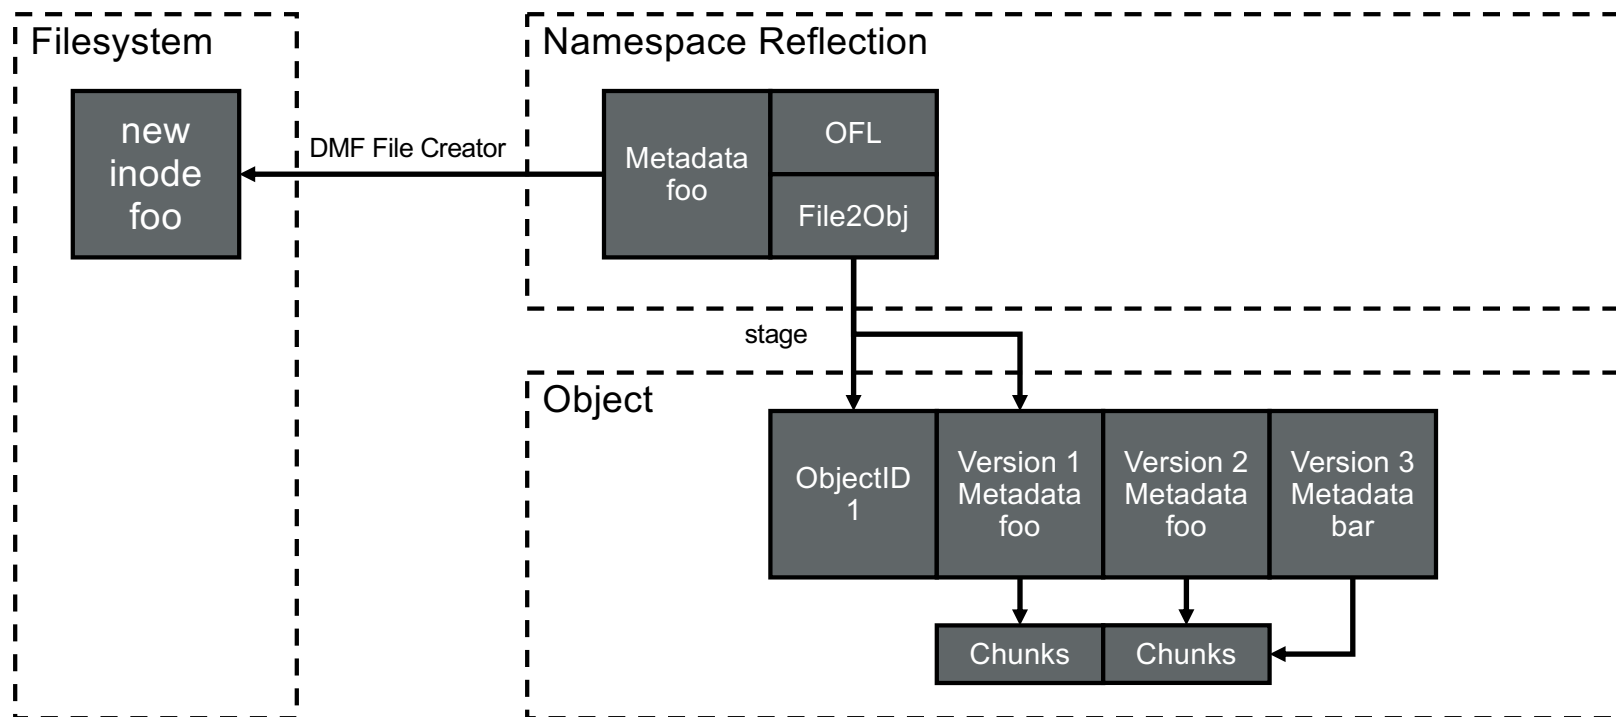 Filesystem
new
inode
foo
DMF File Creator
Namespace Reflection
Metadata
foo
OFL
File2Obj
stage
Object
ObjectID
1
Version 1
Metadata
foo
Version 2
Metadata
foo
Version 3
Metadata
bar
Chunks
Chunks